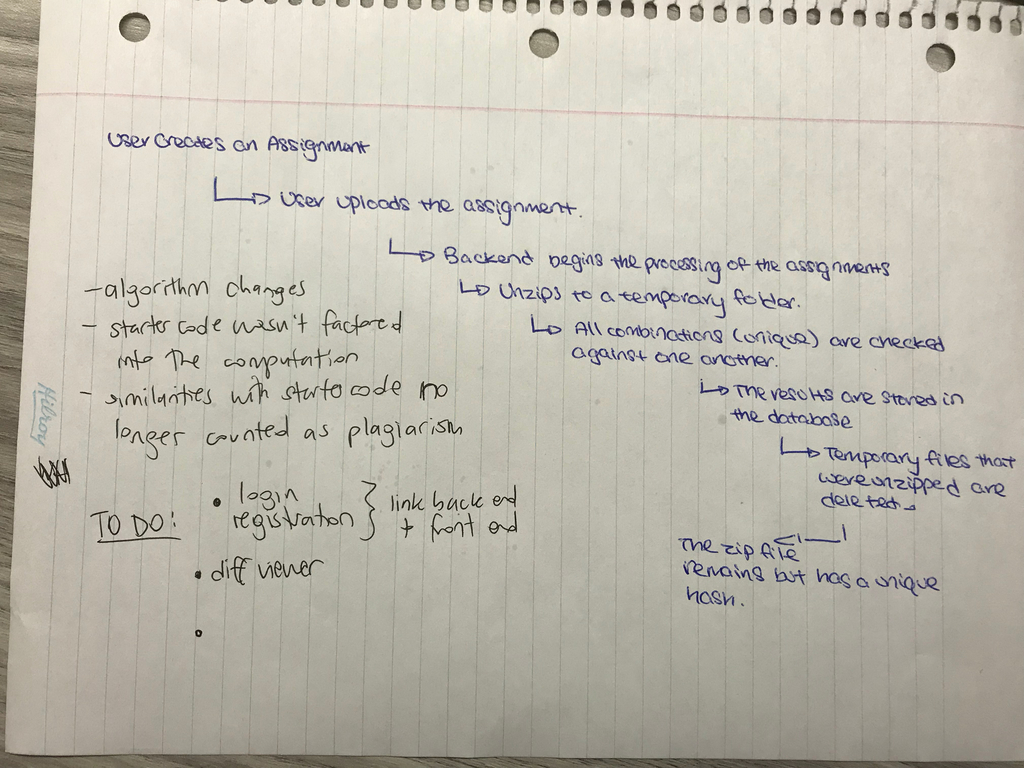 User Creates an Assignment
User uploads the assignment.
Backend begins the processing of the assignments
Unzips to a temporary folder.
All combinations (unique) are checked
against one another.
The results are stored in
the database
Temporary files that
were unzipped are
deleted.
The zip file
remains but has a unique
hash.
- algorithm changes
- starter code wasn't factored
into the computation
- similarities with starter code no
longer counted as plagiarism
Hilroy
TO DO:
• login
registration } link back end
+ front end
• diff viewer
•